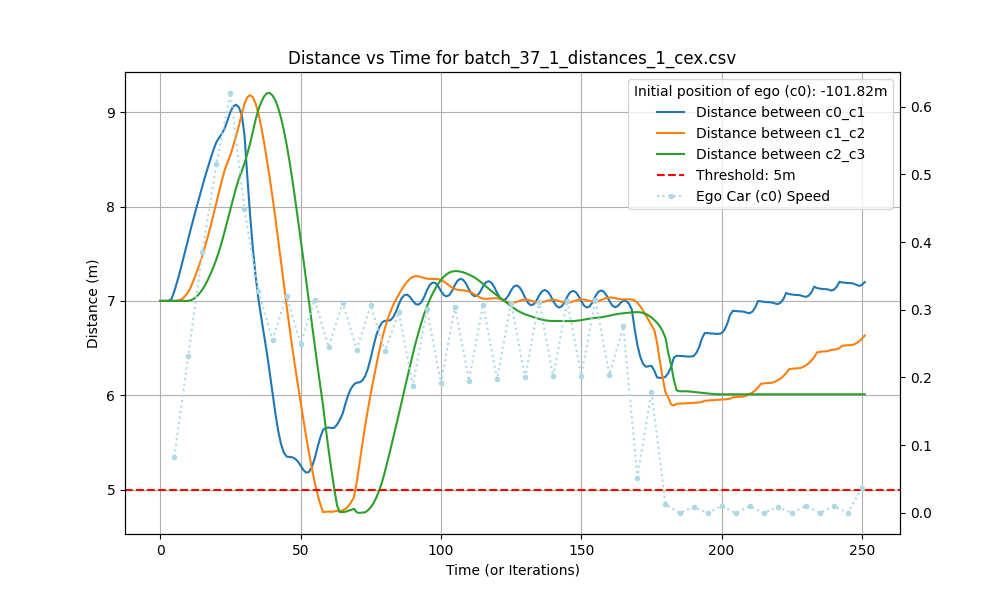 Distance vs Time for batch_37_1_distances_1_cex.csv
Initial position of ego (c0): -101.82m
Distance between c0_c1
Distance between c1_c2
Distance between c2_c3
Threshold: 5m
Ego Car (c0) Speed
Distance (m)
9
8
7
6
5
0.6
0.5
0.4
0.3
0.2
0.1
0.0
0 50 100 150 200 250
Time (or Iterations)